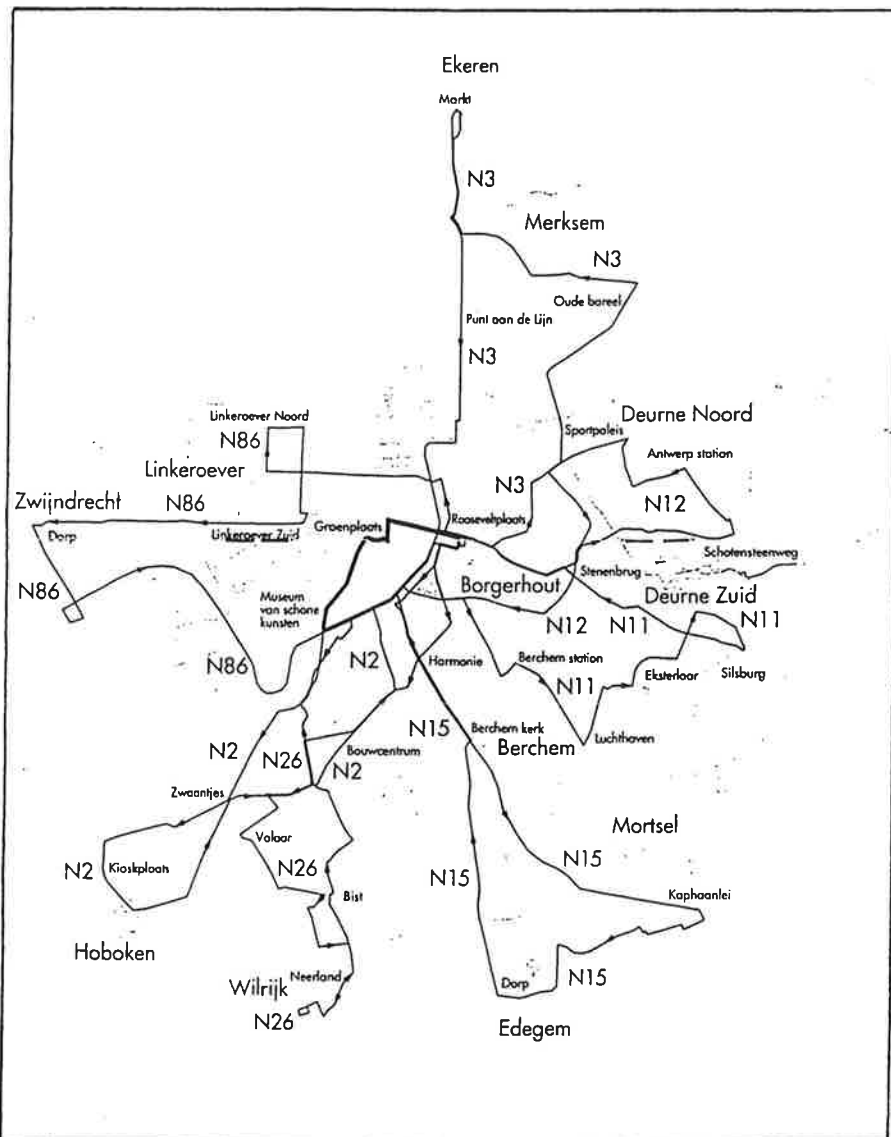 Ekeren
Markt
N3
Merksem
N3
Oude bareel
Punt aan de Lijn
N3
Linkeroever Noord
N86
Deurne Noord
Sportpaleis
Antwerp station
Linkeroever
Zwijndrecht
N86
N3
N12
Rooseveltplaats
Groenplaats
Dorp
Linkeroever Zuid
Schotensteenweg
Stenenbrug
N86
Borgerhout
Deurne Zuid
Museum
van schone
kunsten
N12
N11
N11
N86
N2
Harmonie
Berchem station
Eksterlaar
Silsburg
N11
N2
N15
Berchem kerk
Luchthaven
N26
Bouwcentrum
Berchem
N2
Zwaantjes
Mortsel
Valaar
N2
Kioskplaats
N26
N15
N15
Bist
Kaphaanlei
Hoboken
Neerland
N15
Wilrijk
Dorp
N26
Edegem